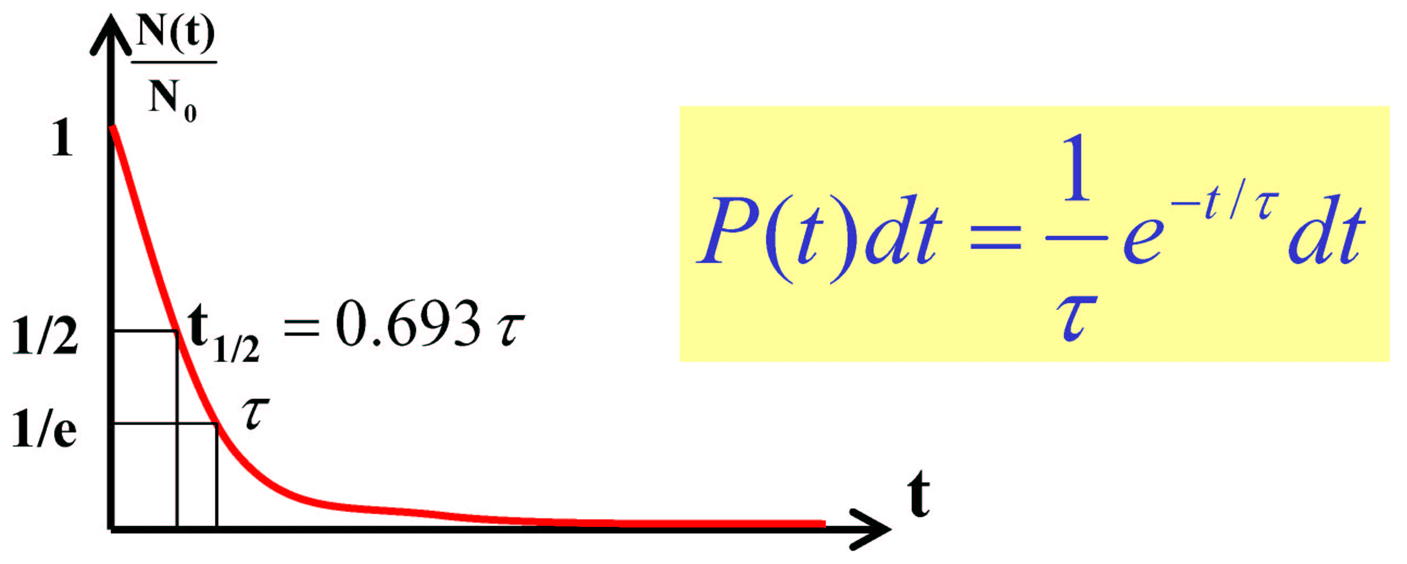 N(t)
N₀
1
P(t)dt = 1/τ e^{-t/τ} dt
1/2
t₁/₂ = 0.693 τ
1/e
τ
t